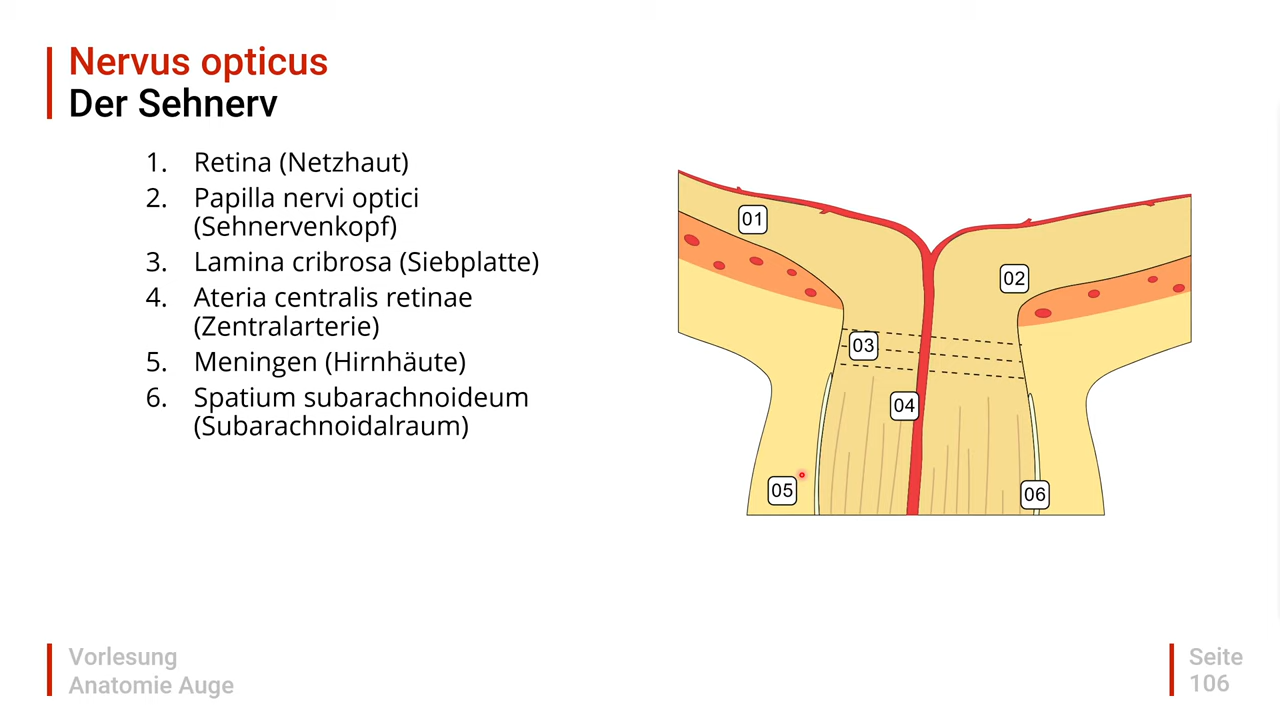 Nervus opticus
Der Sehnerv
1. Retina (Netzhaut)
2. Papilla nervi optici
(Sehnervenkopf)
3. Lamina cribrosa (Siebplatte)
4. Ateria centralis retinae
(Zentralarterie)
5. Meningen (Hirnhäute)
6. Spatium subarachnoideum
(Subarachnoidalraum)
01
02
03
04
05
06
Vorlesung
Anatomie Auge
Seite
106